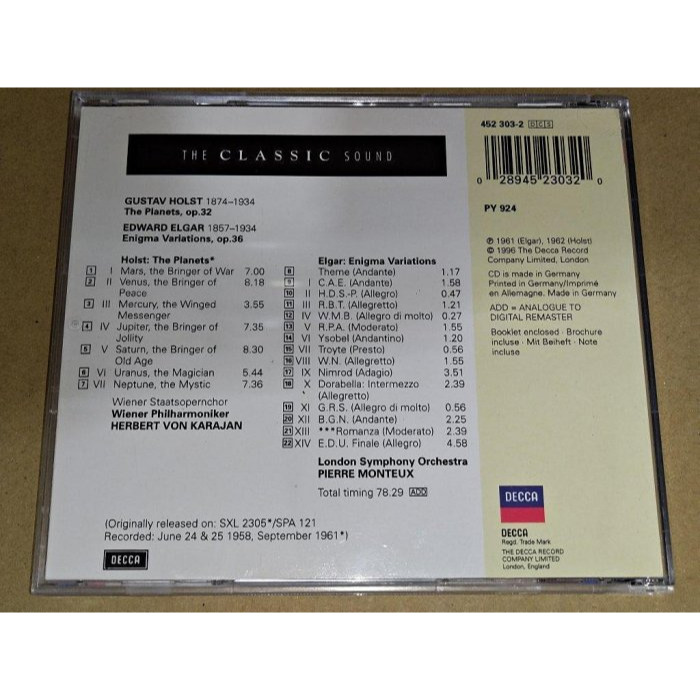 THE CLASSIC SOUND
GUSTAV HOLST 1874–1934
The Planets, op.32
EDWARD ELGAR 1857–1934
Enigma Variations, op.36
Holst: The Planets*
1 I Mars, the Bringer of War 7.00
2 II Venus, the Bringer of 8.18
Peace
3 III Mercury, the Winged 3.55
Messenger
4 IV Jupiter, the Bringer of 7.35
Jollity
5 V Saturn, the Bringer of 8.30
Old Age
6 VI Uranus, the Magician 5.44
7 VII Neptune, the Mystic 7.36
Wiener Staatsopernchor
Wiener Philharmoniker
HERBERT VON KARAJAN
Elgar: Enigma Variations
8 Theme (Andante) 1.17
9 I C.A.E. (Andante) 1.58
10 II H.D.S.-P. (Allegro) 0.47
11 III R.B.T. (Allegretto) 1.21
12 IV W.M.B. (Allegro di molto) 0.27
13 V R.P.A. (Moderato) 1.55
14 VI Ysobel (Andantino) 1.20
15 VII Troyte (Presto) 0.56
16 VIII W.N. (Allegretto) 1.55
17 IX Nimrod (Adagio) 3.51
18 X Dorabella: Intermezzo 2.39
(Allegretto)
19 XI G.R.S. (Allegro di molto) 0.56
20 XII B.G.N. (Andante) 2.25
21 XIII ***Romanza (Moderato) 2.39
22 XIV E.D.U. Finale (Allegro) 4.58
London Symphony Orchestra
PIERRE MONTEUX
Total timing 78.29 ADD
(Originally released on: SXL 2305*/SPA 121
Recorded: June 24 & 25 1958, September 1961*)
DECCA
452 303-2 DCS
0 28945 23032 0
PY 924
℗ 1961 (Elgar), 1962 (Holst)
© 1996 The Decca Record
Company Limited, London
CD is made in Germany
Printed in Germany/Imprimé
en Allemagne. Made in Germany
ADD = ANALOGUE TO
DIGITAL REMASTER
Booklet enclosed · Brochure
incluse · Mit Beiheft · Note
incluse
DECCA
DECCA
Regd. Trade Mark
THE DECCA RECORD
COMPANY LIMITED
London, England